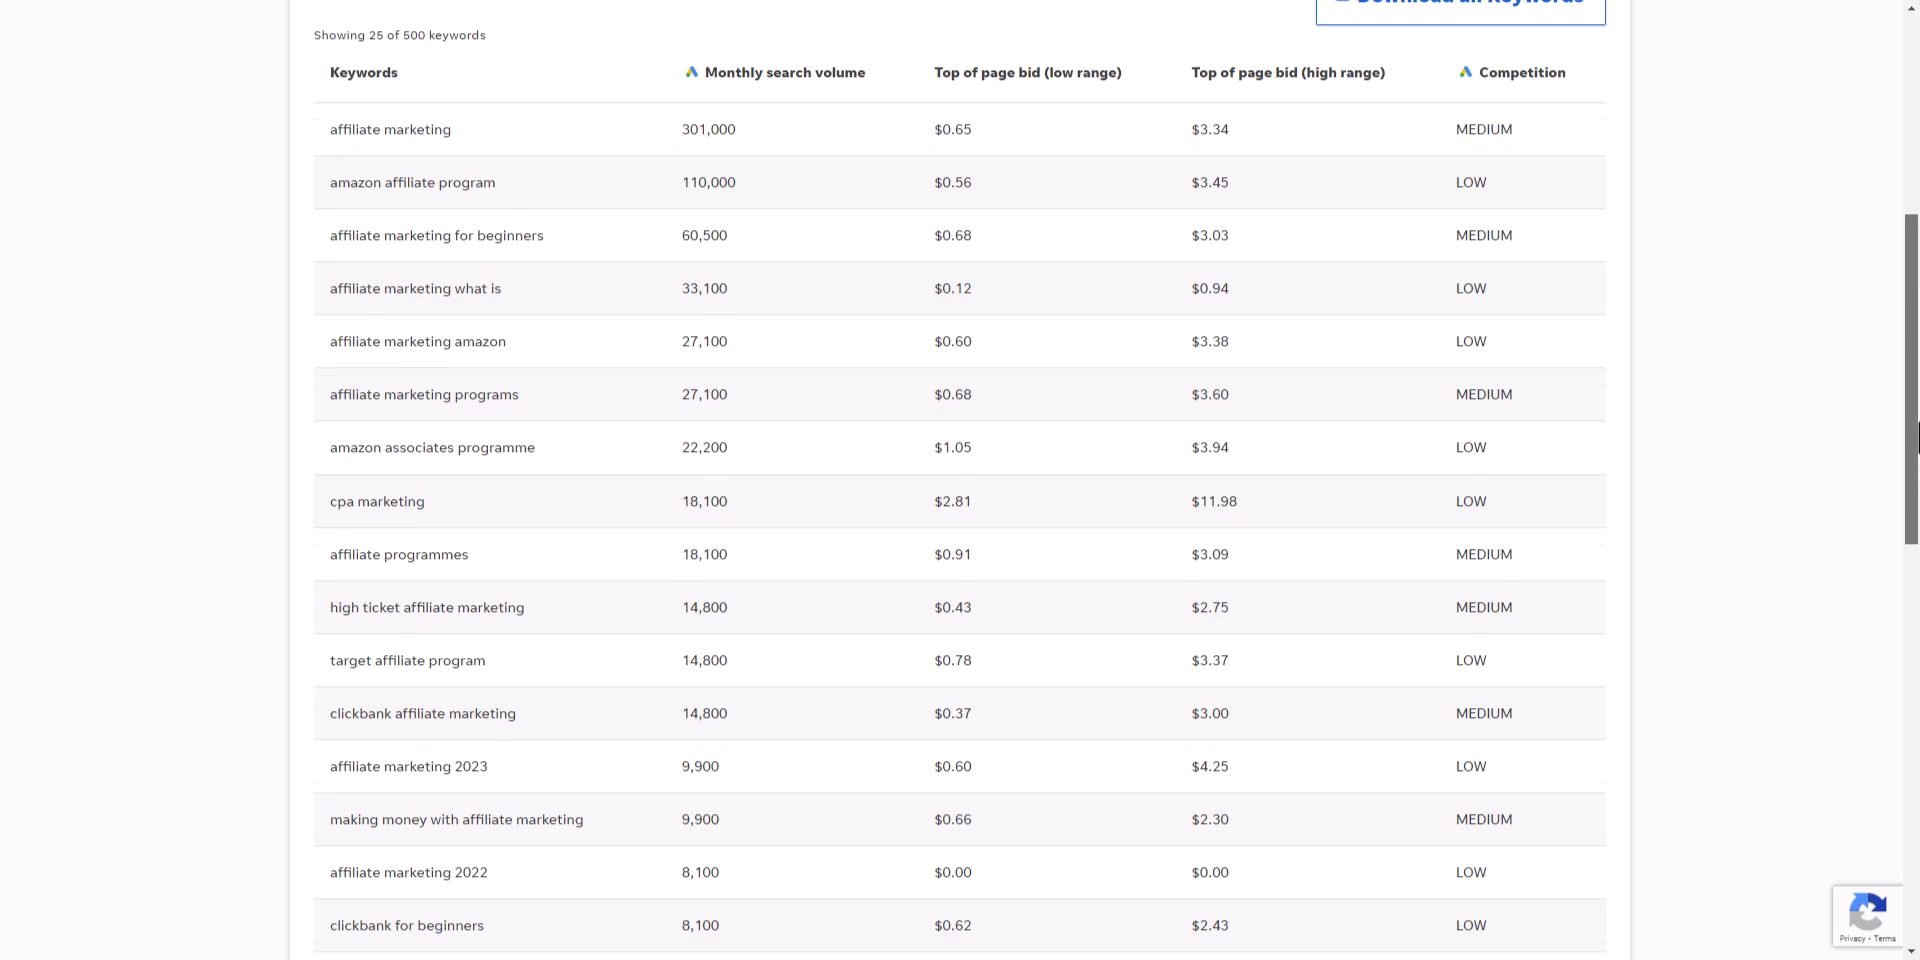 Download all Keywords
Showing 25 of 500 keywords
Keywords Monthly search volume Top of page bid (low range) Top of page bid (high range) Competition
affiliate marketing 301,000 $0.65 $3.34 MEDIUM
amazon affiliate program 110,000 $0.56 $3.45 LOW
affiliate marketing for beginners 60,500 $0.68 $3.03 MEDIUM
affiliate marketing what is 33,100 $0.12 $0.94 LOW
affiliate marketing amazon 27,100 $0.60 $3.38 LOW
affiliate marketing programs 27,100 $0.68 $3.60 MEDIUM
amazon associates programme 22,200 $1.05 $3.94 LOW
cpa marketing 18,100 $2.81 $11.98 LOW
affiliate programmes 18,100 $0.91 $3.09 MEDIUM
high ticket affiliate marketing 14,800 $0.43 $2.75 MEDIUM
target affiliate program 14,800 $0.78 $3.37 LOW
clickbank affiliate marketing 14,800 $0.37 $3.00 MEDIUM
affiliate marketing 2023 9,900 $0.60 $4.25 LOW
making money with affiliate marketing 9,900 $0.66 $2.30 MEDIUM
affiliate marketing 2022 8,100 $0.00 $0.00 LOW
clickbank for beginners 8,100 $0.62 $2.43 LOW
Privacy - Terms